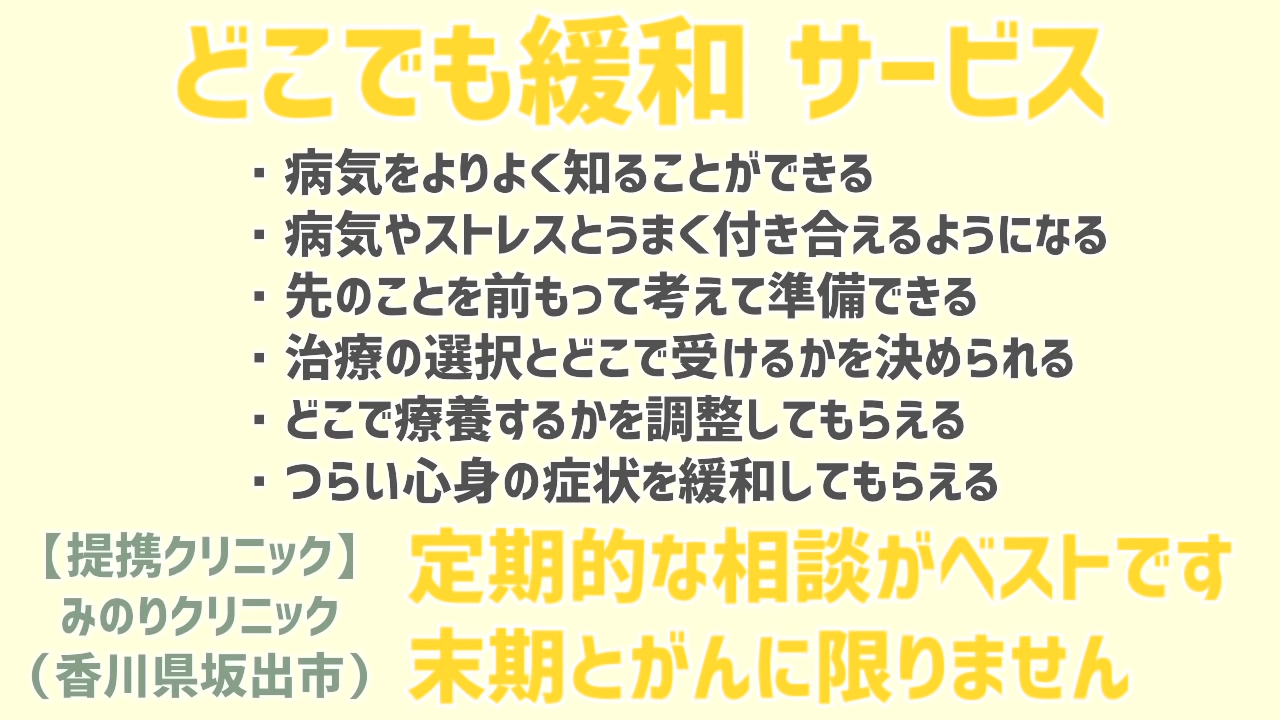 どこでも緩和 サービス
・病気をよりよく知ることができる
・病気やストレスとうまく付き合えるようになる
・先のことを前もって考えて準備できる
・治療の選択とどこで受けるかを決められる
・どこで療養するかを調整してもらえる
・つらい心身の症状を緩和してもらえる
【提携クリニック】
みのりクリニック
（香川県坂出市）
定期的な相談がベストです
末期とがんに限りません